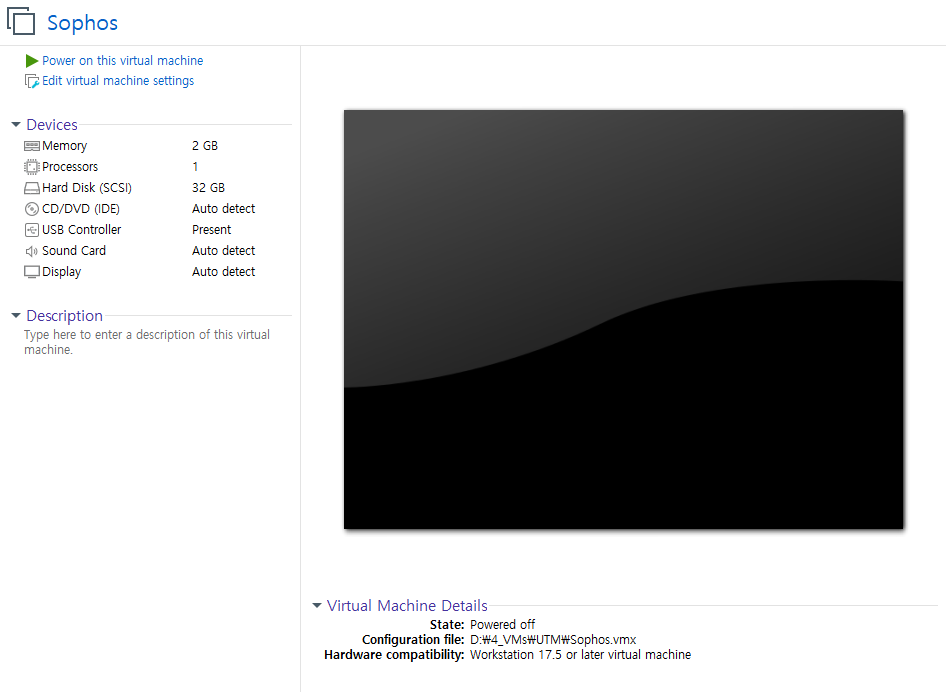 Sophos
Power on this virtual machine
Edit virtual machine settings
Devices
Memory 2 GB
Processors 1
Hard Disk (SCSI) 32 GB
CD/DVD (IDE) Auto detect
USB Controller Present
Sound Card Auto detect
Display Auto detect
Description
Type here to enter a description of this virtual
machine.
Virtual Machine Details
State: Powered off
Configuration file: D:₩4_VMs₩UTM₩Sophos.vmx
Hardware compatibility: Workstation 17.5 or later virtual machine